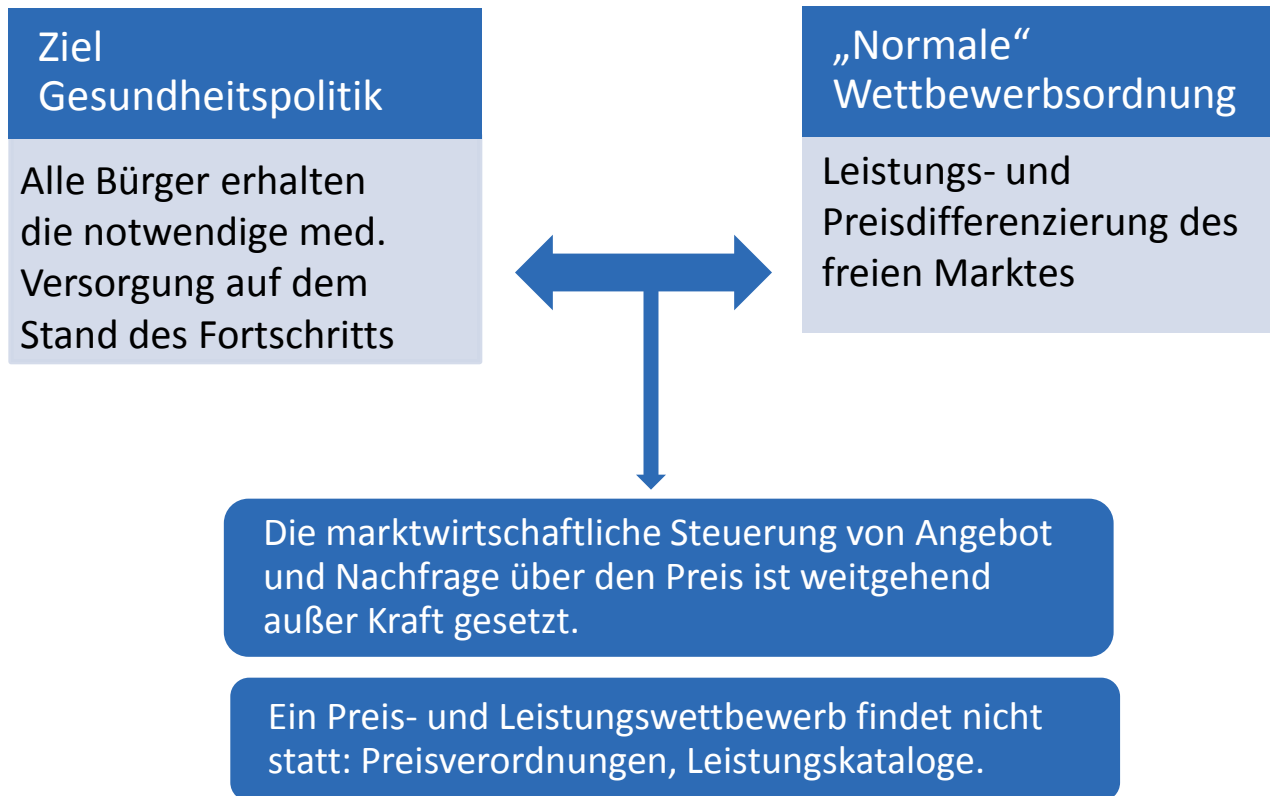 Ziel
Gesundheitspolitik
Alle Bürger erhalten
die notwendige med.
Versorgung auf dem
Stand des Fortschritts
„Normale“
Wettbewerbsordnung
Leistungs- und
Preisdifferenzierung des
freien Marktes
Die marktwirtschaftliche Steuerung von Angebot
und Nachfrage über den Preis ist weitgehend
außer Kraft gesetzt.
Ein Preis- und Leistungswettbewerb findet nicht
statt: Preisverordnungen, Leistungskataloge.